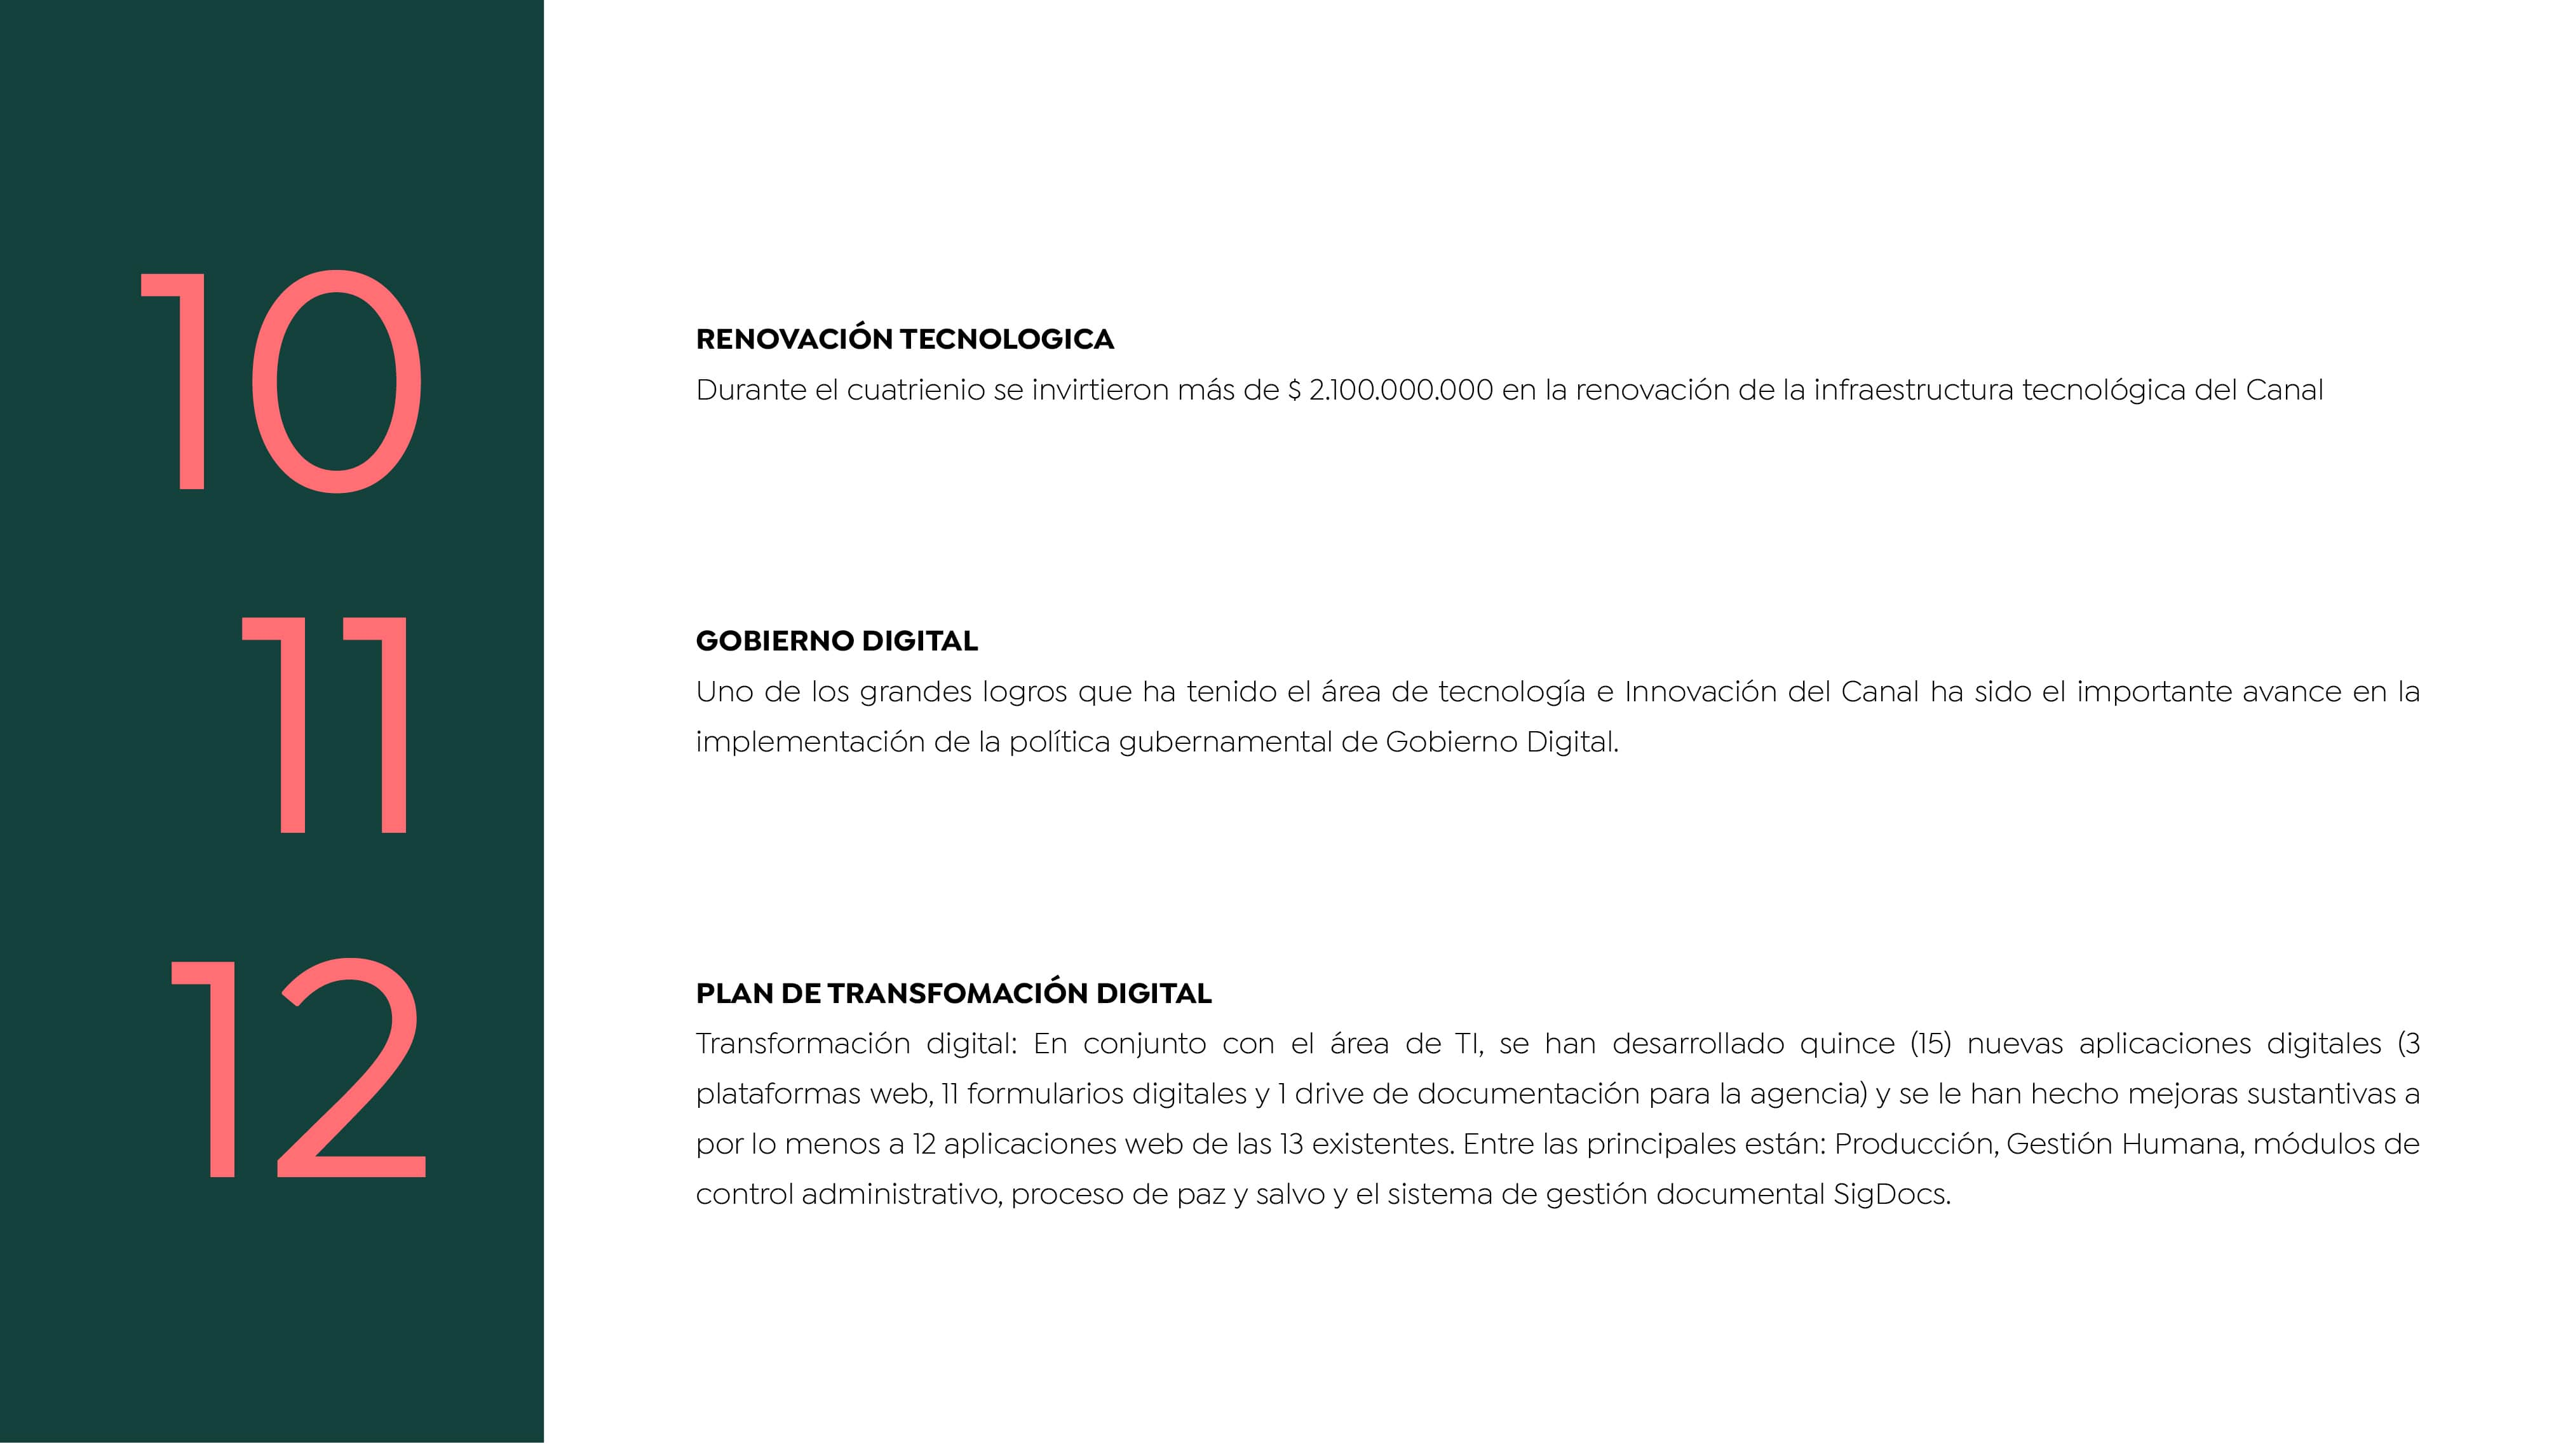 10
RENOVACIÓN TECNOLOGICA
Durante el cuatrienio se invirtieron más de $ 2.100.000.000 en la renovación de la infraestructura tecnológica del Canal
11
GOBIERNO DIGITAL
Uno de los grandes logros que ha tenido el área de tecnología e Innovación del Canal ha sido el importante avance en la
implementación de la política gubernamental de Gobierno Digital.
12
PLAN DE TRANSFOMACIÓN DIGITAL
Transformación digital: En conjunto con el área de TI, se han desarrollado quince (15) nuevas aplicaciones digitales (3
plataformas web, 11 formularios digitales y 1 drive de documentación para la agencia) y se le han hecho mejoras sustantivas a
por lo menos a 12 aplicaciones web de las 13 existentes. Entre las principales están: Producción, Gestión Humana, módulos de
control administrativo, proceso de paz y salvo y el sistema de gestión documental SigDocs.